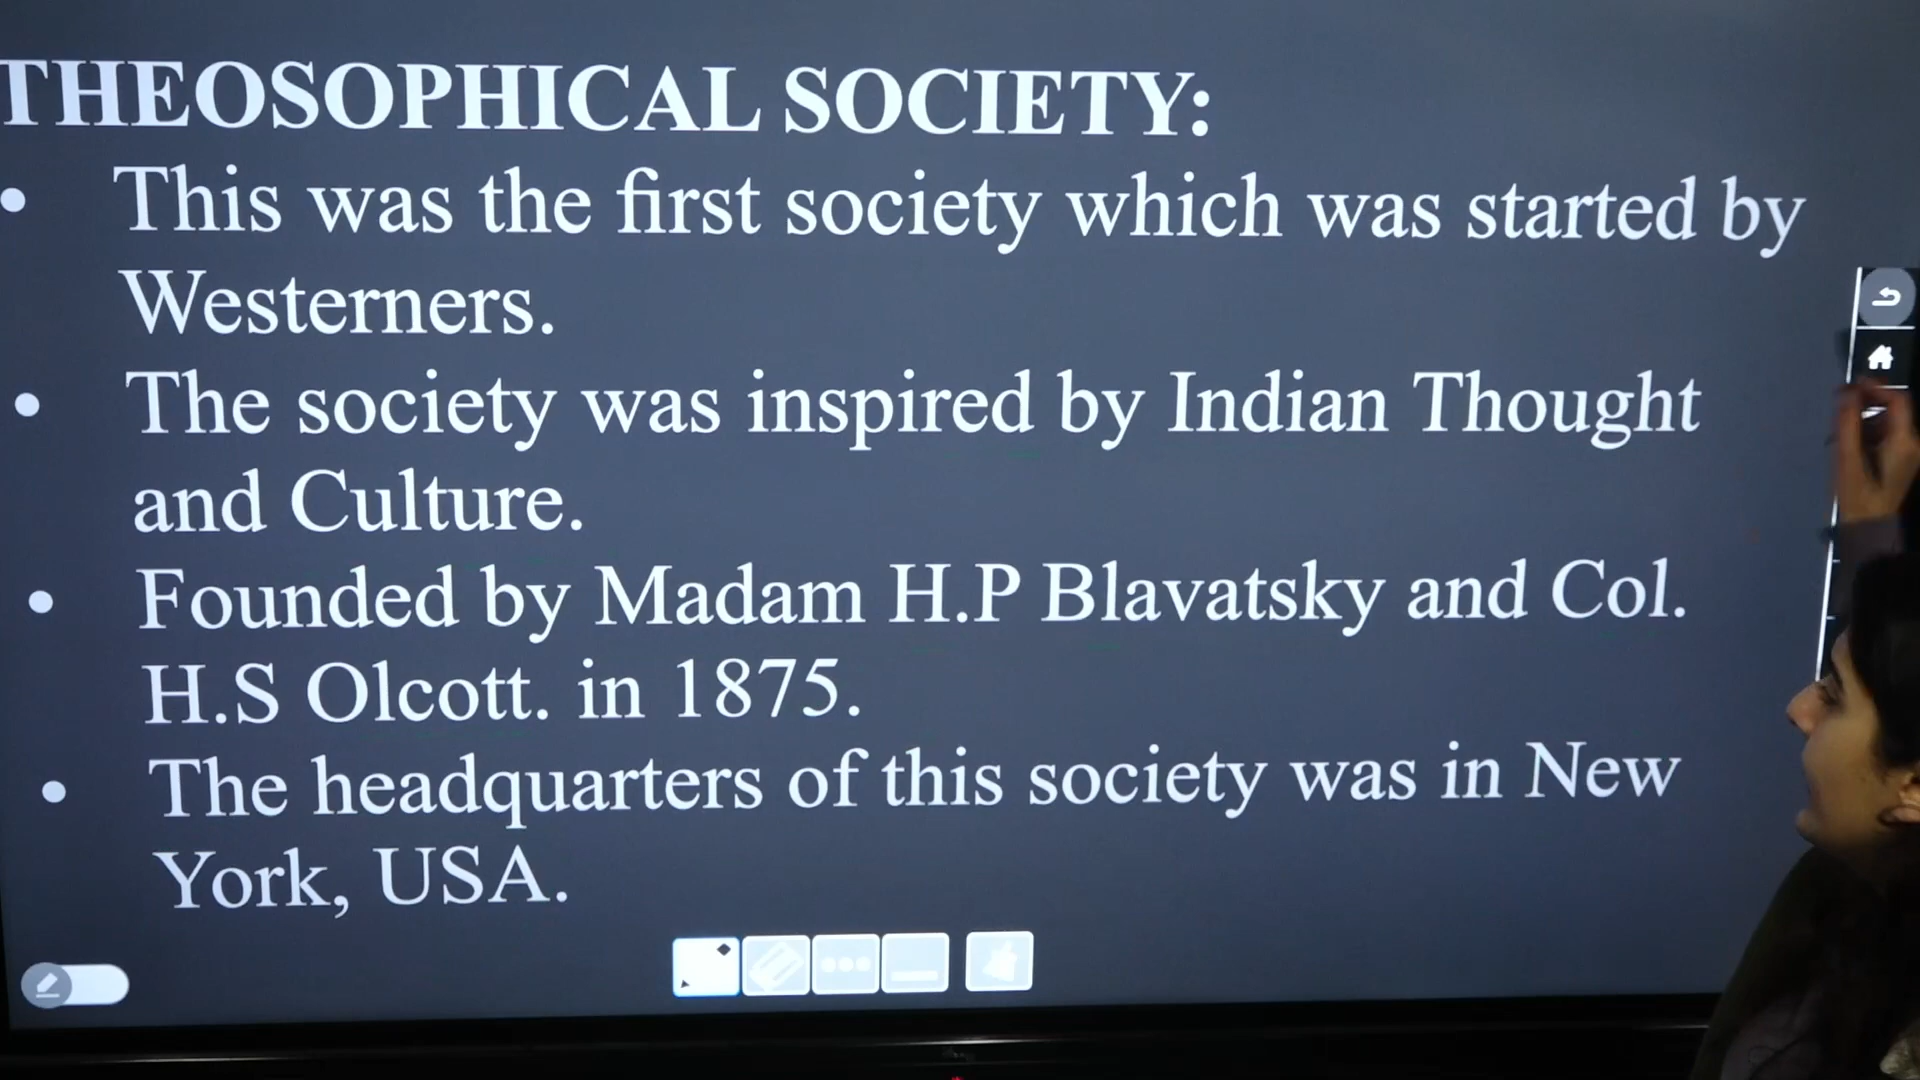 THEOSOPHICAL SOCIETY:
• This was the first society which was started by
Westerners.
• The society was inspired by Indian Thought
and Culture.
• Founded by Madam H.P Blavatsky and Col.
H.S Olcott. in 1875.
• The headquarters of this society was in New
York, USA.